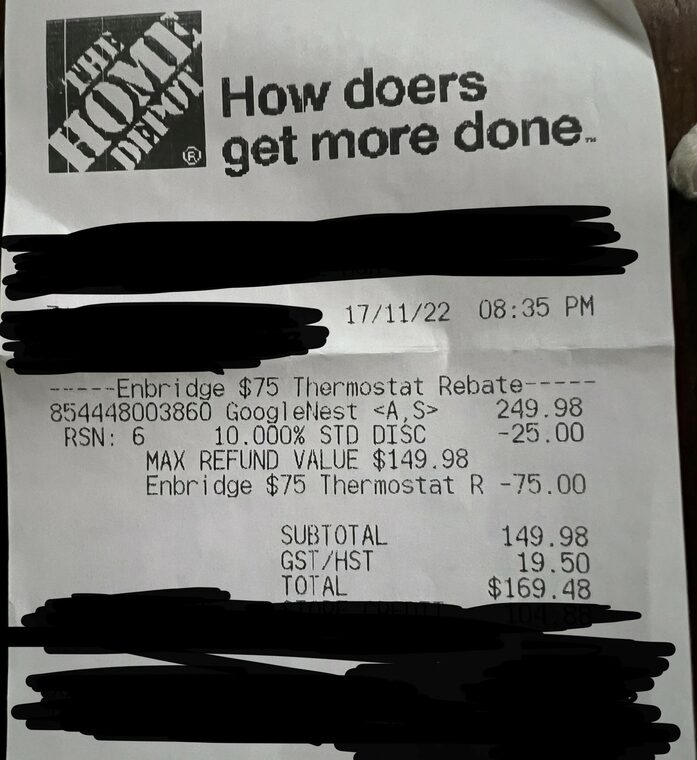 THE
HOME
DEPOT
®
How doers
get more done.™
17/11/22 08:35 PM
-----Enbridge $75 Thermostat Rebate-----
854448003860 GoogleNest <A,S> 249.98
RSN: 6 10.000% STD DISC -25.00
MAX REFUND VALUE $149.98
Enbridge $75 Thermostat R -75.00
SUBTOTAL 149.98
GST/HST 19.50
TOTAL $169.48